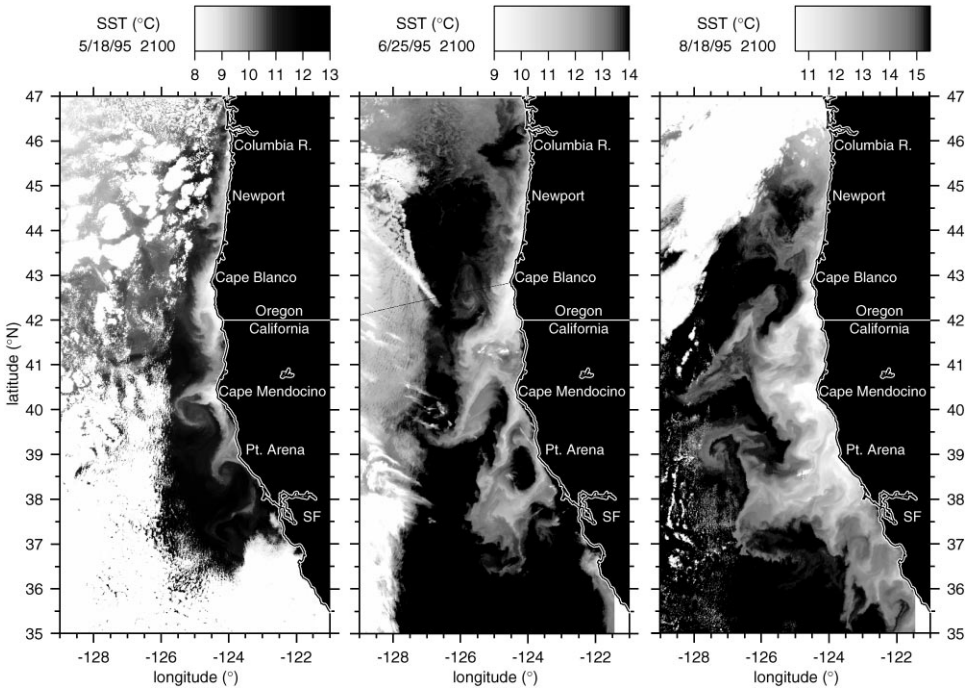 SST (°C)
5/18/95 2100
8 9 10 11 12 13
SST (°C)
6/25/95 2100
9 10 11 12 13 14
SST (°C)
8/18/95 2100
11 12 13 14 15
latitude (°N)
47
46
45
44
43
42
41
40
39
38
37
36
35
Columbia R.
Newport
Cape Blanco
Oregon
California
Cape Mendocino
Pt. Arena
SF
-128 -126 -124 -122
longitude (°)
Columbia R.
Newport
Cape Blanco
Oregon
California
Cape Mendocino
Pt. Arena
SF
-128 -126 -124 -122
longitude (°)
Columbia R.
Newport
Cape Blanco
Oregon
California
Cape Mendocino
Pt. Arena
SF
47
46
45
44
43
42
41
40
39
38
37
36
35
-128 -126 -124 -122
longitude (°)